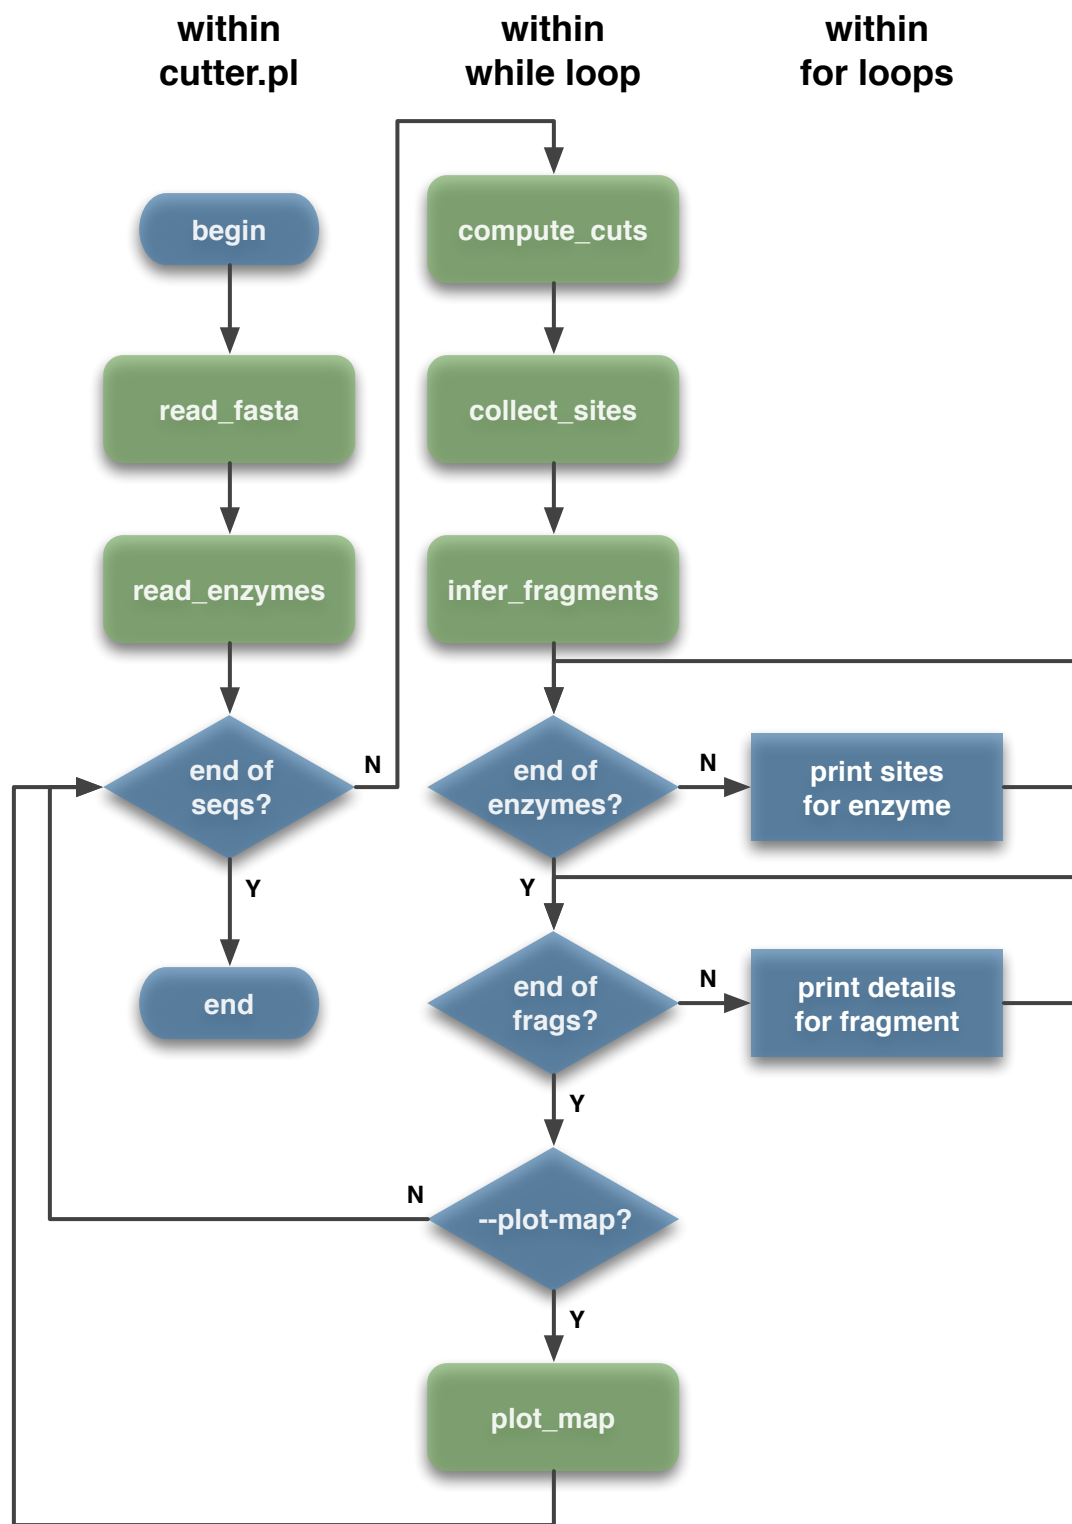 within
cutter.pl
within
while loop
within
for loops
begin
compute_cuts
read_fasta
collect_sites
read_enzymes
infer_fragments
end of
seqs?
N
end of
enzymes?
N
print sites
for enzyme
Y
Y
end
end of
frags?
N
print details
for fragment
Y
N
--plot-map?
Y
plot_map